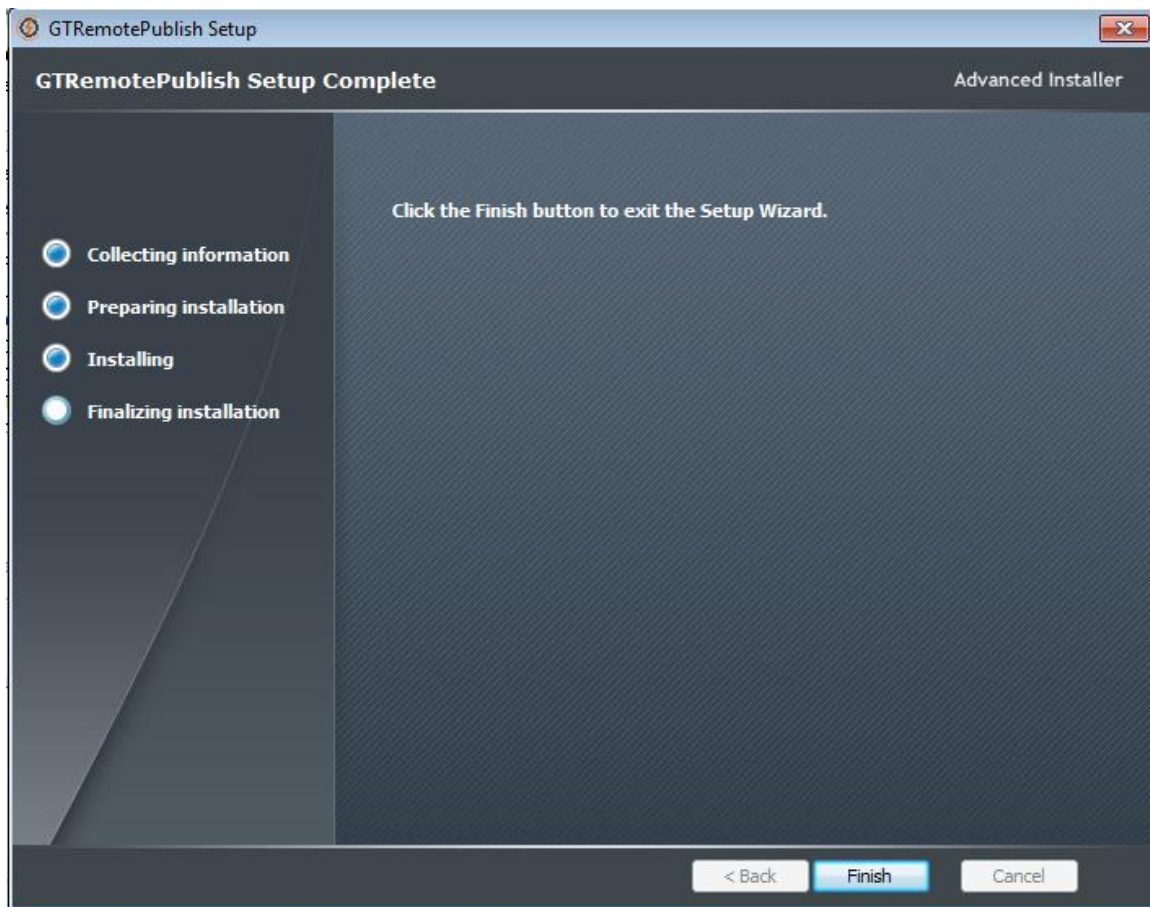 GTRemotePublish Setup
GTRemotePublish Setup Complete
Advanced Installer
Click the Finish button to exit the Setup Wizard.
Collecting information
Preparing installation
Installing
Finalizing installation
< Back
Finish
Cancel